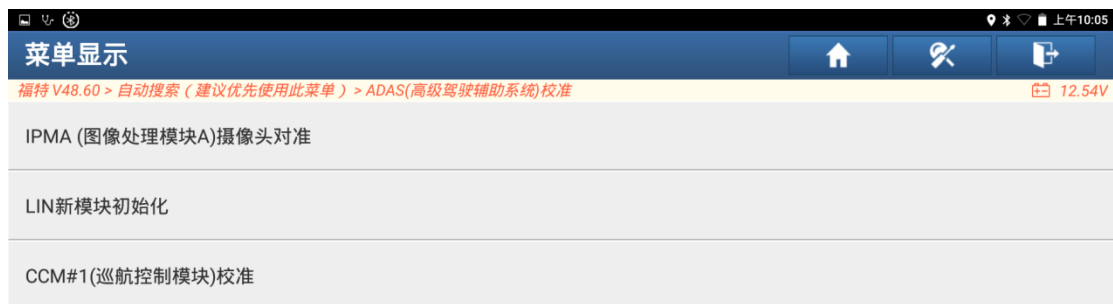 上午10:05
菜单显示
福特 V48.60 > 自动搜索（建议优先使用此菜单）> ADAS(高级驾驶辅助系统)校准
12.54V
IPMA (图像处理模块A)摄像头对准
LIN新模块初始化
CCM#1(巡航控制模块)校准